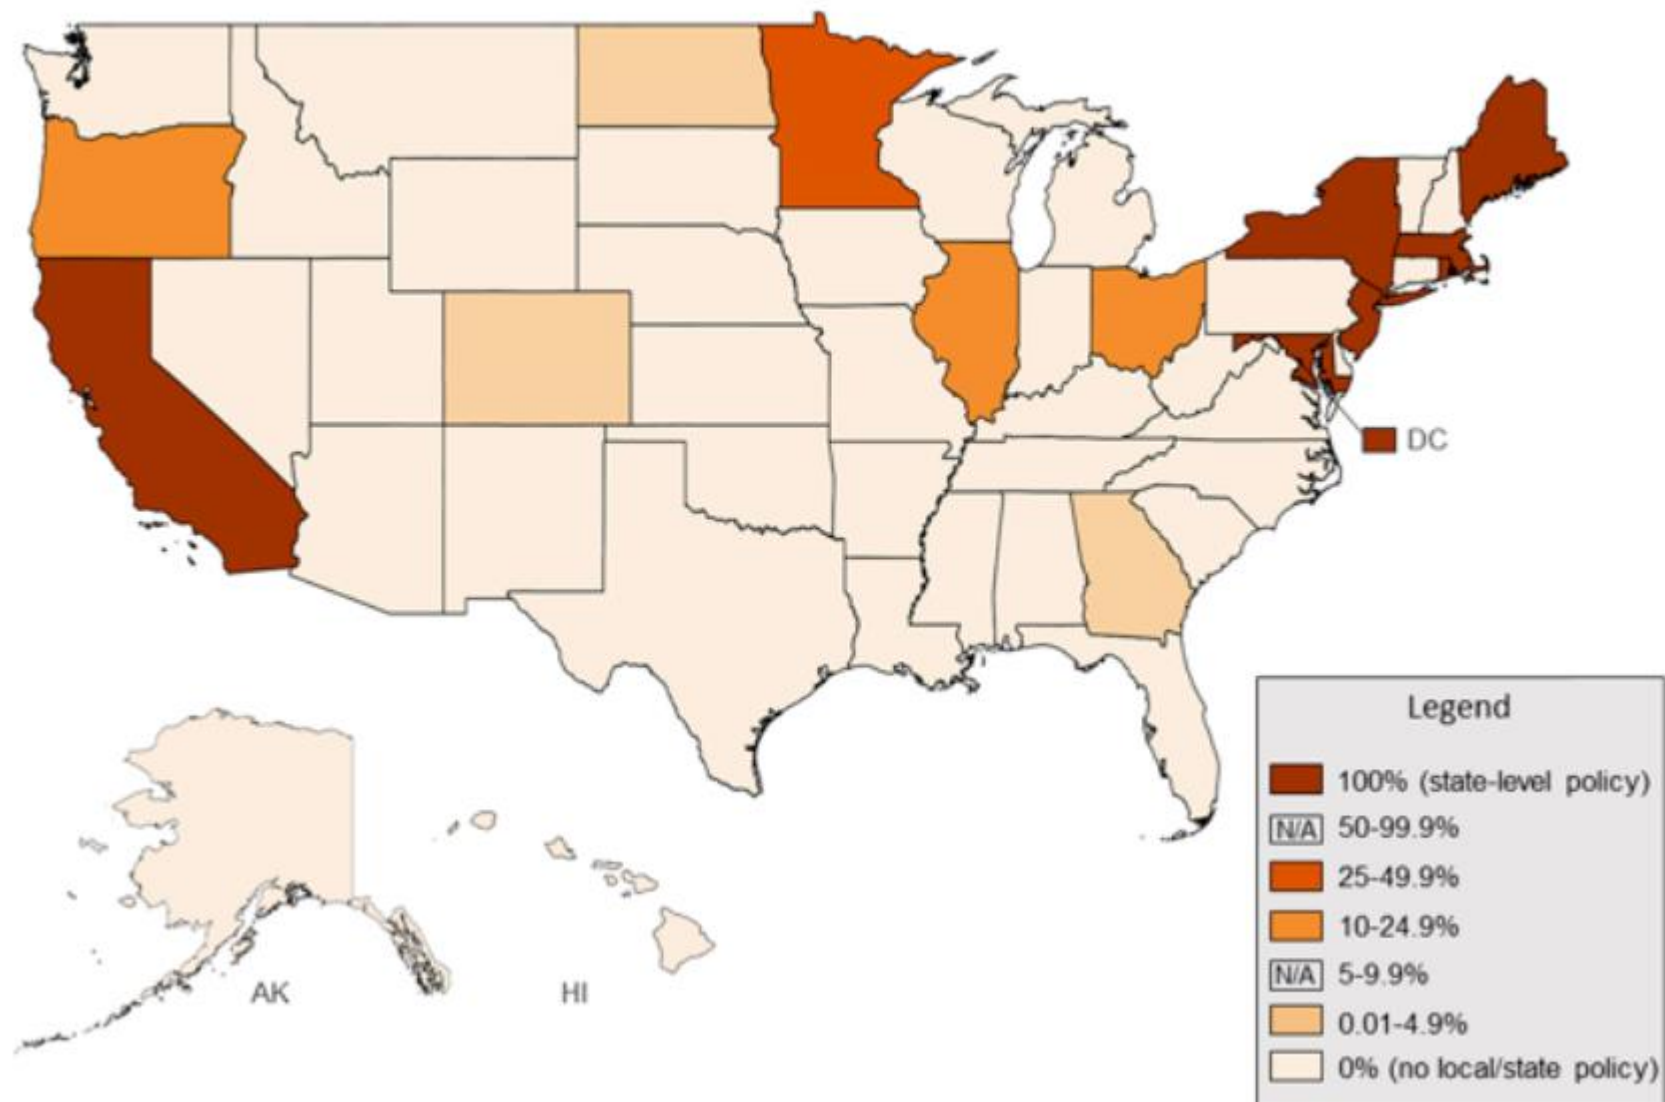 DC
Legend
100% (state-level policy)
N/A 50-99.9%
25-49.9%
10-24.9%
N/A 5-9.9%
0.01-4.9%
0% (no local/state policy)
AK
HI